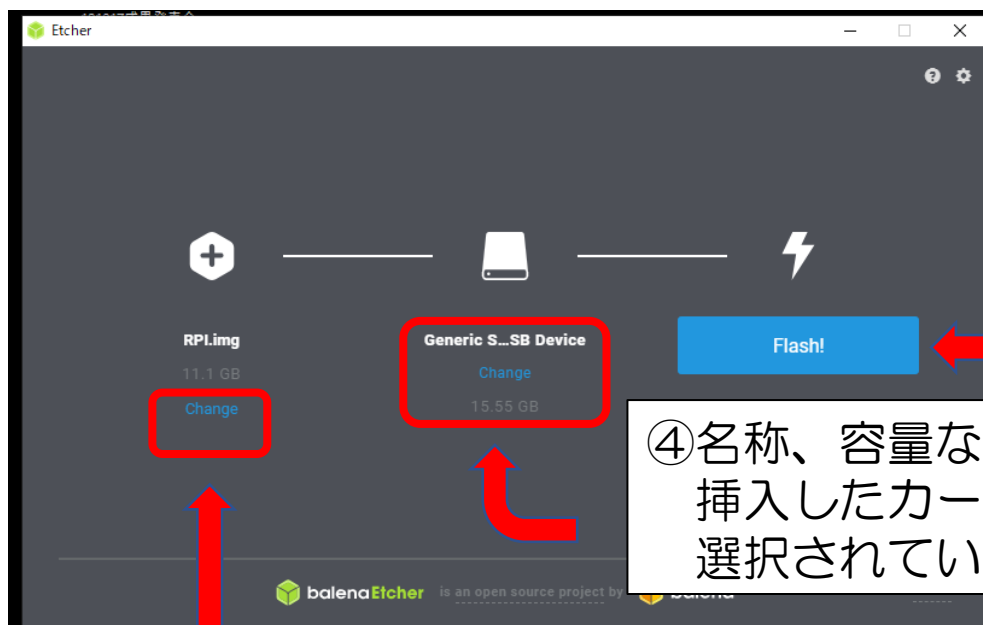 Etcher
RPI.img
11.1 GB
Change
Generic S...SB Device
Change
15.55 GB
Flash!
④名称、容量な
挿入したカー
選択されてい
balenaEtcher is an open source project by balena